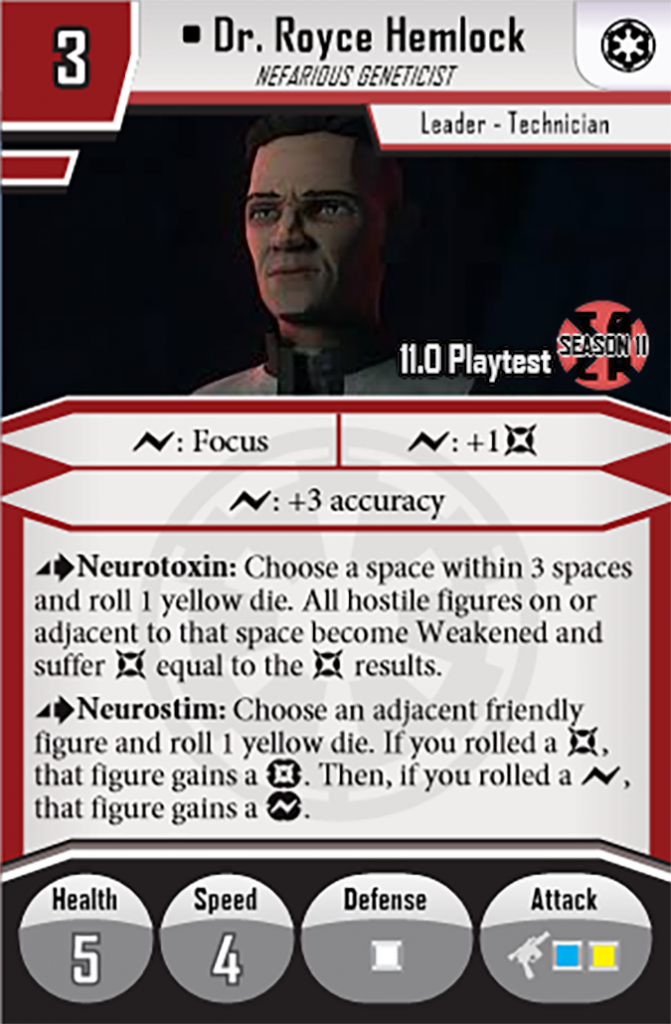 3
Dr. Royce Hemlock
NEFARIOUS GENETICIST
Leader - Technician
11.0 Playtest
SEASON 11
: Focus
: +1
: +3 accuracy
Neurotoxin: Choose a space within 3 spaces
and roll 1 yellow die. All hostile figures on or
adjacent to that space become Weakened and
suffer equal to the results.
Neurostim: Choose an adjacent friendly
figure and roll 1 yellow die. If you rolled a ,
that figure gains a . Then, if you rolled a ,
that figure gains a .
Health
Speed
Defense
Attack
5
4